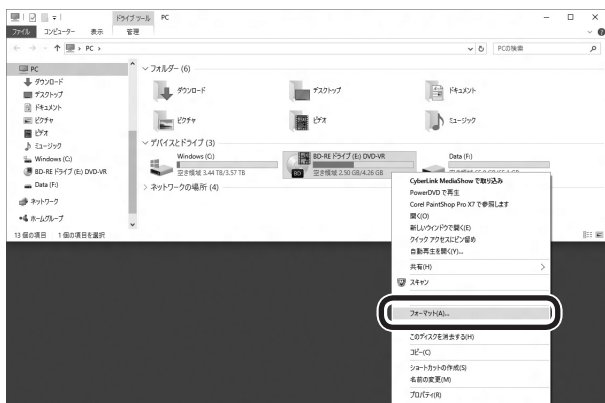 ドライブ ツール PC
ファイル コンピューター 表示 管理
PC
PCの検索
PC
ダウンロード
デスクトップ
ドキュメント
ピクチャ
ビデオ
ミュージック
Windows (C:)
BD-RE ドライブ (E:) DVD-VR
Data (F:)
ネットワーク
ホームグループ
フォルダー (6)
ダウンロード
デスクトップ
ドキュメント
ピクチャ
ビデオ
ミュージック
デバイスとドライブ (3)
Windows (C:)
空き領域 3.44 TB/3.57 TB
BD-RE ドライブ (E:) DVD-VR
BD
空き領域 2.50 GB/4.26 GB
Data (F:)
ネットワークの場所 (4)
13 個の項目 1 個の項目を選択
CyberLink MediaShow で取り込み
PowerDVD で再生
Corel PaintShop Pro X7 で参照します
開く(O)
新しいウィンドウで開く(E)
クイック アクセスにピン留め
自動再生を開く(Y)...
共有(H)
スキャン
フォーマット(A)...
このディスクを消去する(H)
コピー(C)
ショートカットの作成(S)
名前の変更(M)
プロパティ(R)